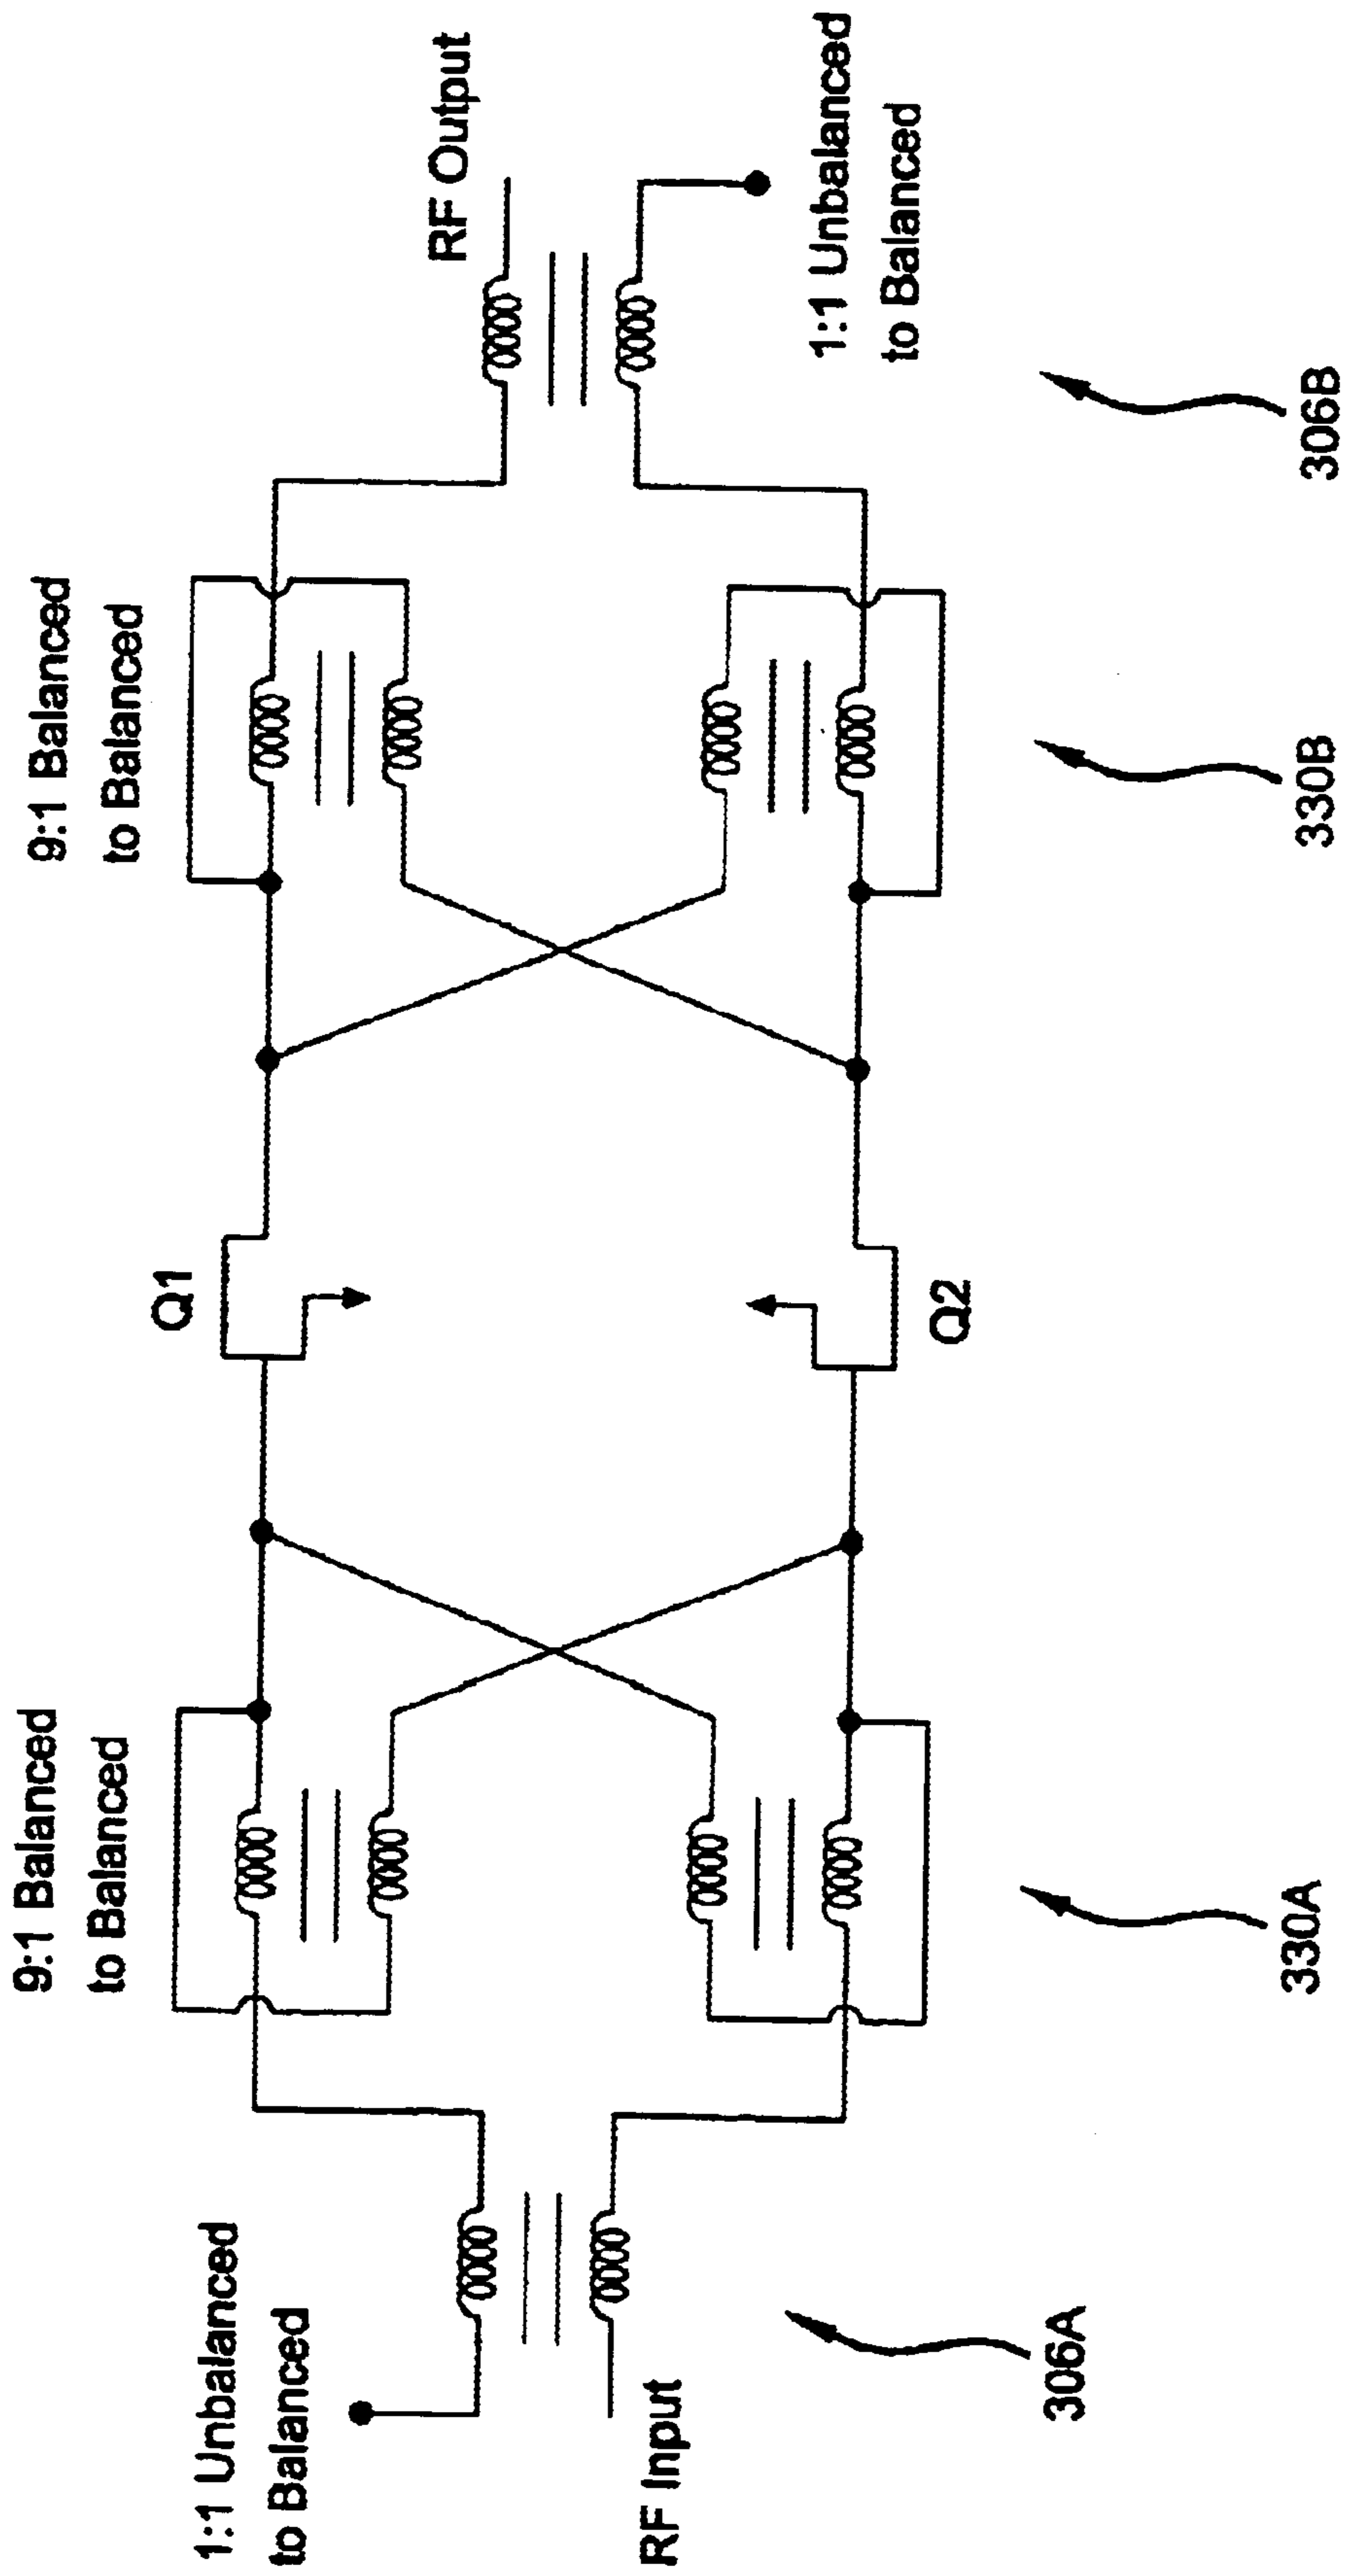 1:1 Unbalanced
to Balanced
RF Input
306A
9:1 Balanced
to Balanced
330A
Q1
Q2
9:1 Balanced
to Balanced
330B
RF Output
1:1 Unbalanced
to Balanced
306B